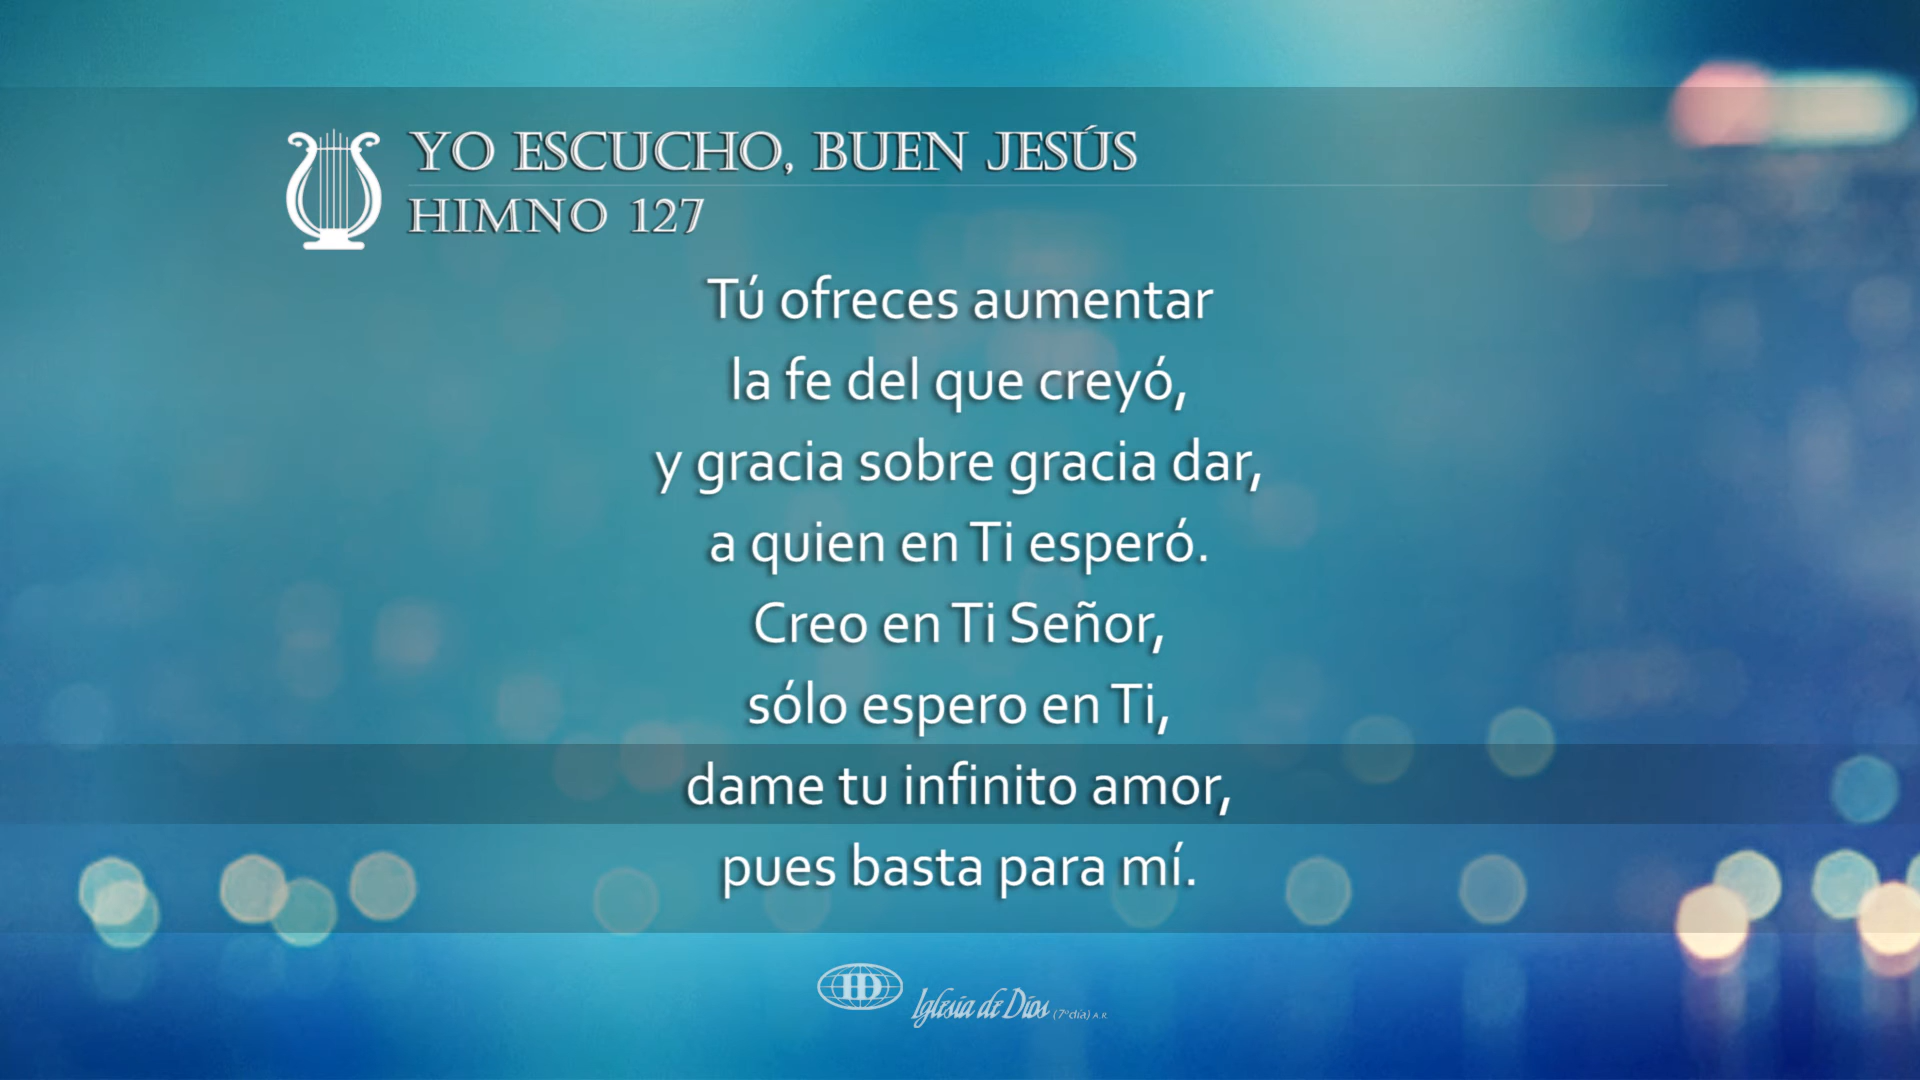 YO ESCUCHO, BUEN JESÚS
HIMNO 127
Tú ofreces aumentar
la fe del que creyó,
y gracia sobre gracia dar,
a quien en Ti esperó.
Creo en Ti Señor,
sólo espero en Ti,
dame tu infinito amor,
pues basta para mí.
Iglesia de Dios (7º día) A.R.